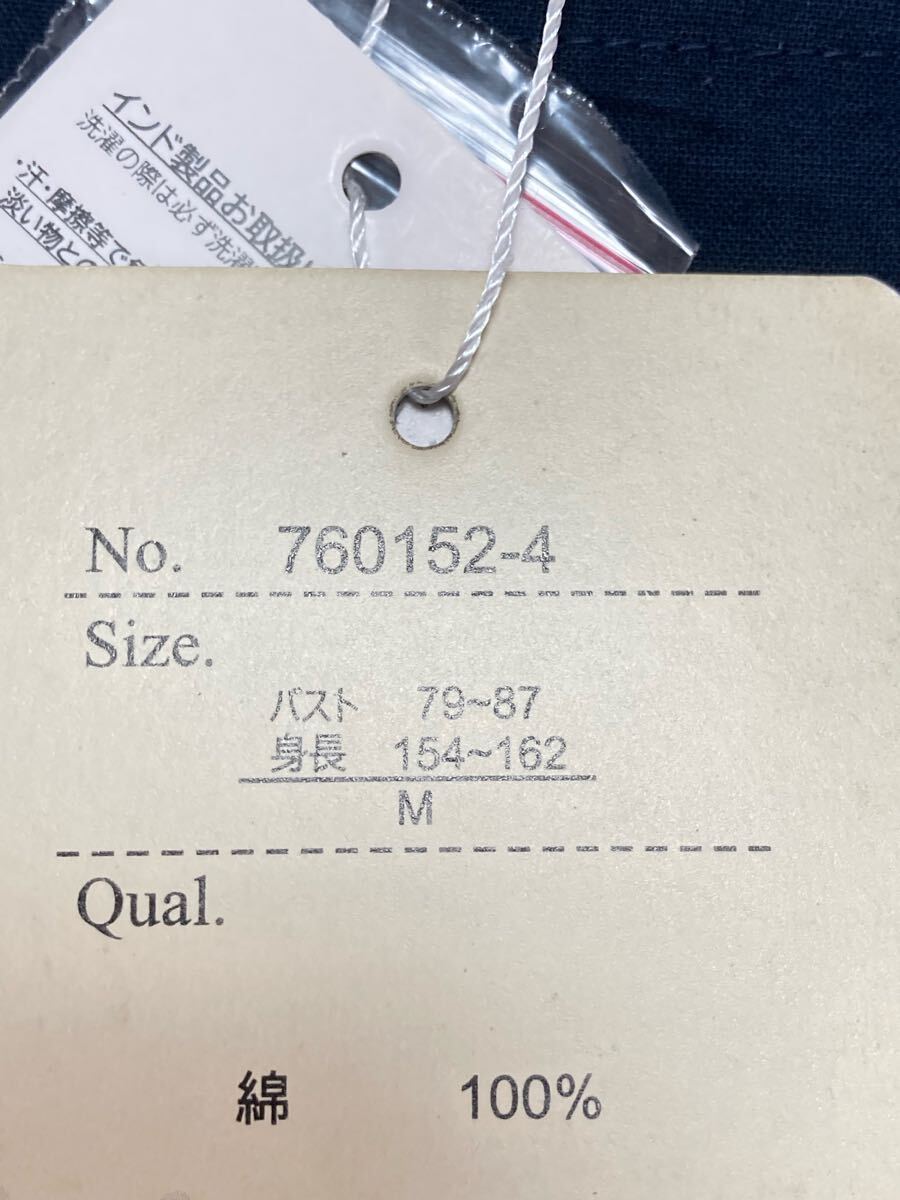 インド製品お取扱
洗濯の際は必ず洗濯
・汗・摩擦等で
淡い物との
No. 760152-4
Size.
バスト 79~87
身長 154~162
M
Qual.
綿 100%